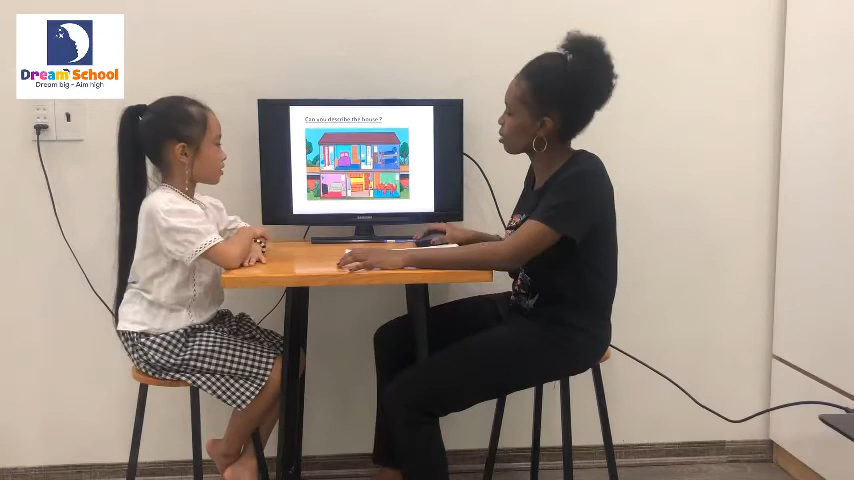 Dream School
Dream big - Aim high
Can you describe the house ?
SAMSUNG